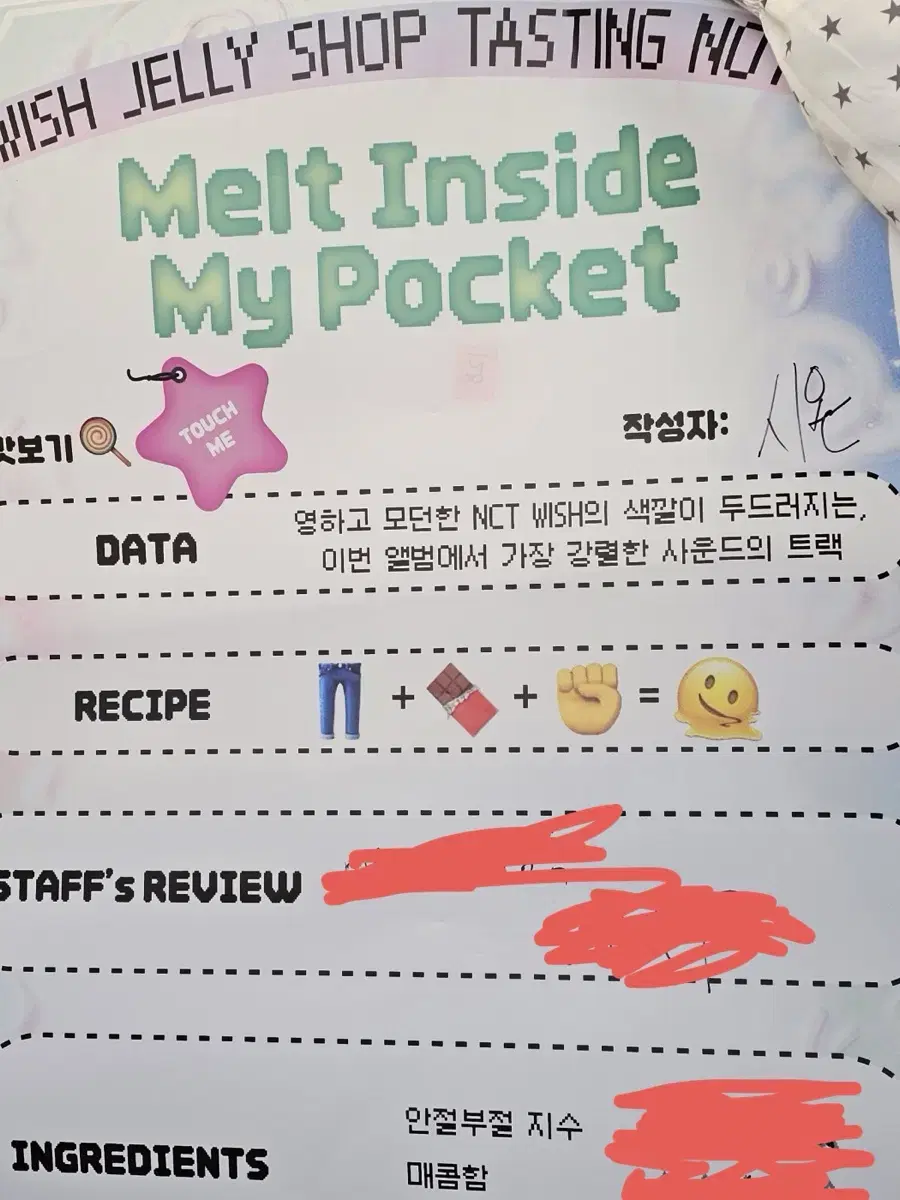 WISH JELLY SHOP TASTING NO
Melt Inside
My Pocket
맛보기
TOUCH
ME
작성자: 시온
DATA
영하고 모던한 NCT WISH의 색깔이 두드러지는,
이번 앨범에서 가장 강렬한 사운드의 트랙
RECIPE
+ + =
STAFF's REVIEW
INGREDIENTS
안절부절 지수
매콤함